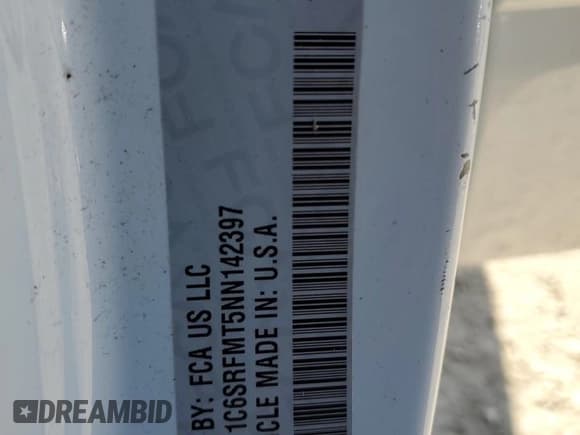 BY: FCA US LLC
1C6SRFMT5NN142397
CLE MADE IN: U.S.A.
DREAMBID